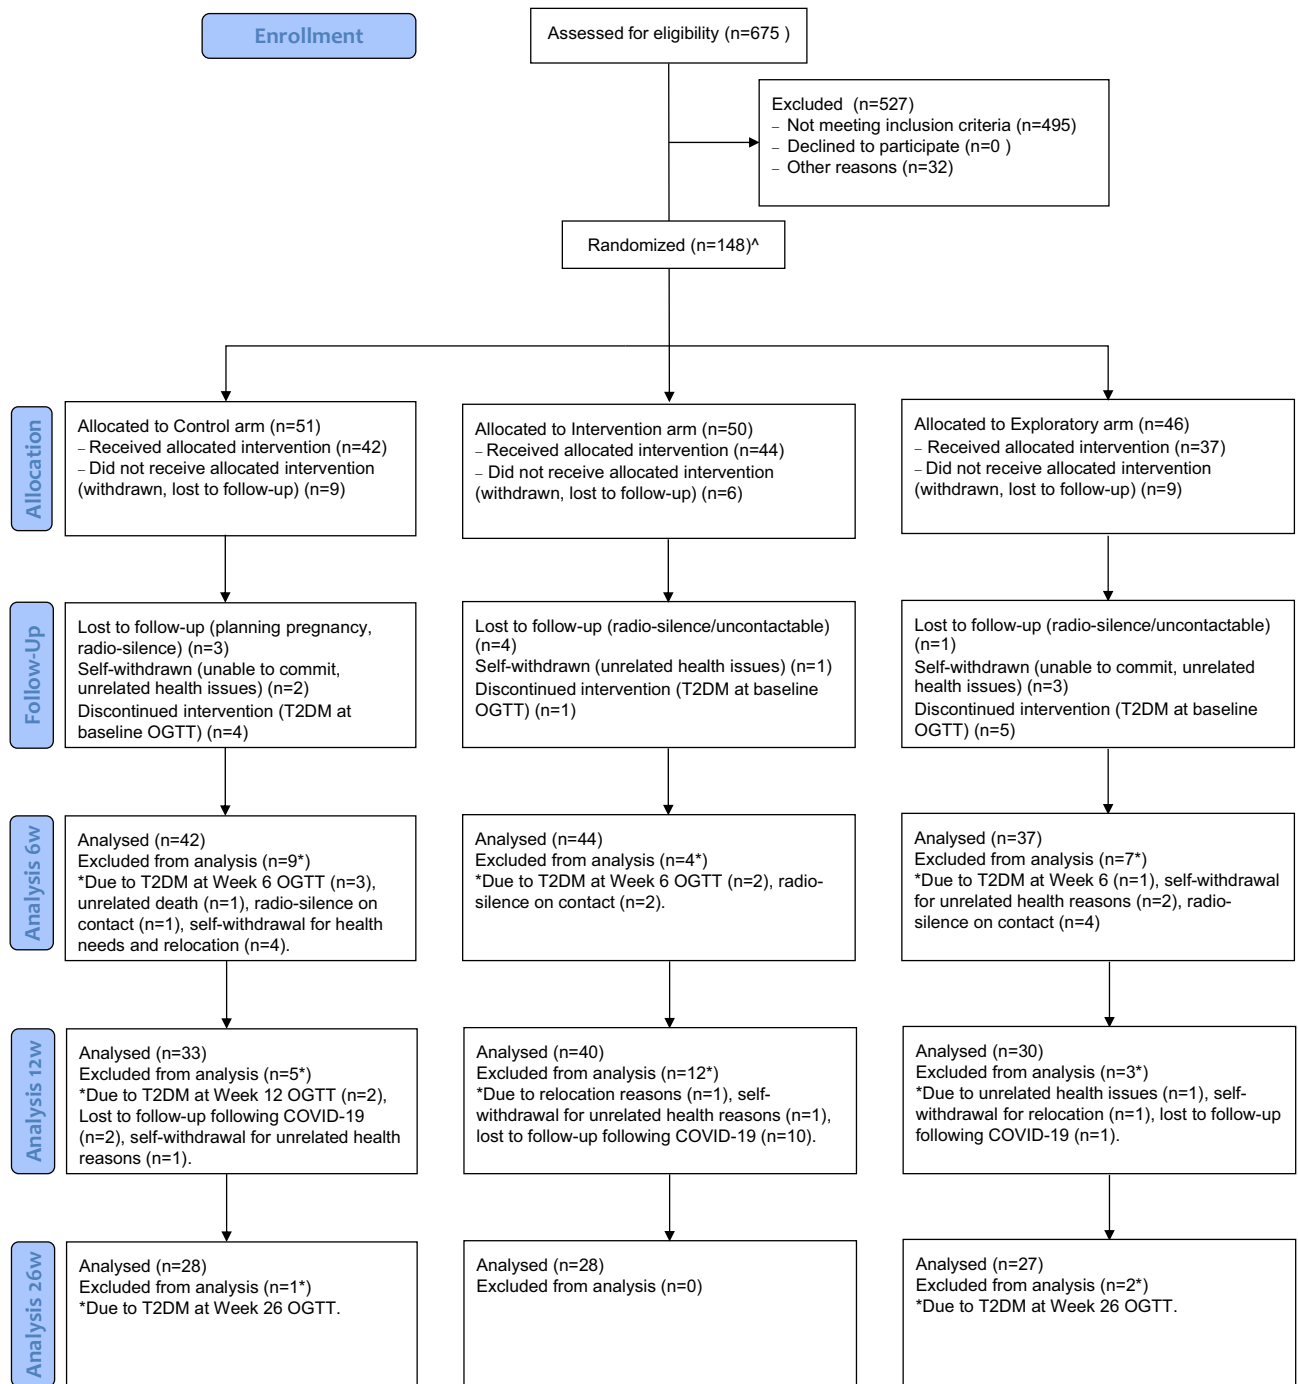 Enrollment
Assessed for eligibility (n=675 )
Excluded  (n=527)
– Not meeting inclusion criteria (n=495)
– Declined to participate (n=0 )
– Other reasons (n=32)
Randomized (n=148)^
Allocation
Allocated to Control arm (n=51)
– Received allocated intervention (n=42)
– Did not receive allocated intervention
(withdrawn, lost to follow-up) (n=9)
Allocated to Intervention arm (n=50)
– Received allocated intervention (n=44)
– Did not receive allocated intervention
(withdrawn, lost to follow-up) (n=6)
Allocated to Exploratory arm (n=46)
– Received allocated intervention (n=37)
– Did not receive allocated intervention
(withdrawn, lost to follow-up) (n=9)
Follow-Up
Lost to follow-up (planning pregnancy,
radio-silence) (n=3)
Self-withdrawn (unable to commit,
unrelated health issues) (n=2)
Discontinued intervention (T2DM at
baseline OGTT) (n=4)
Lost to follow-up (radio-silence/uncontactable)
(n=4)
Self-withdrawn (unrelated health issues) (n=1)
Discontinued intervention (T2DM at baseline
OGTT) (n=1)
Lost to follow-up (radio-silence/uncontactable)
(n=1)
Self-withdrawn (unable to commit, unrelated
health issues) (n=3)
Discontinued intervention (T2DM at baseline
OGTT) (n=5)
Analysis 6w
Analysed (n=42)
Excluded from analysis (n=9*)
*Due to T2DM at Week 6 OGTT (n=3),
unrelated death (n=1), radio-silence on
contact (n=1), self-withdrawal for health
needs and relocation (n=4).
Analysed (n=44)
Excluded from analysis (n=4*)
*Due to T2DM at Week 6 OGTT (n=2), radio-
silence on contact (n=2).
Analysed (n=37)
Excluded from analysis (n=7*)
*Due to T2DM at Week 6 (n=1), self-withdrawal
for unrelated health reasons (n=2), radio-
silence on contact (n=4)
Analysis 12w
Analysed (n=33)
Excluded from analysis (n=5*)
*Due to T2DM at Week 12 OGTT (n=2),
Lost to follow-up following COVID-19
(n=2), self-withdrawal for unrelated health
reasons (n=1).
Analysed (n=40)
Excluded from analysis (n=12*)
*Due to relocation reasons (n=1), self-
withdrawal for unrelated health reasons (n=1),
lost to follow-up following COVID-19 (n=10).
Analysed (n=30)
Excluded from analysis (n=3*)
*Due to unrelated health issues (n=1), self-
withdrawal for relocation (n=1), lost to follow-up
following COVID-19 (n=1).
Analysis 26w
Analysed (n=28)
Excluded from analysis (n=1*)
*Due to T2DM at Week 26 OGTT.
Analysed (n=28)
Excluded from analysis (n=0)
Analysed (n=27)
Excluded from analysis (n=2*)
*Due to T2DM at Week 26 OGTT.